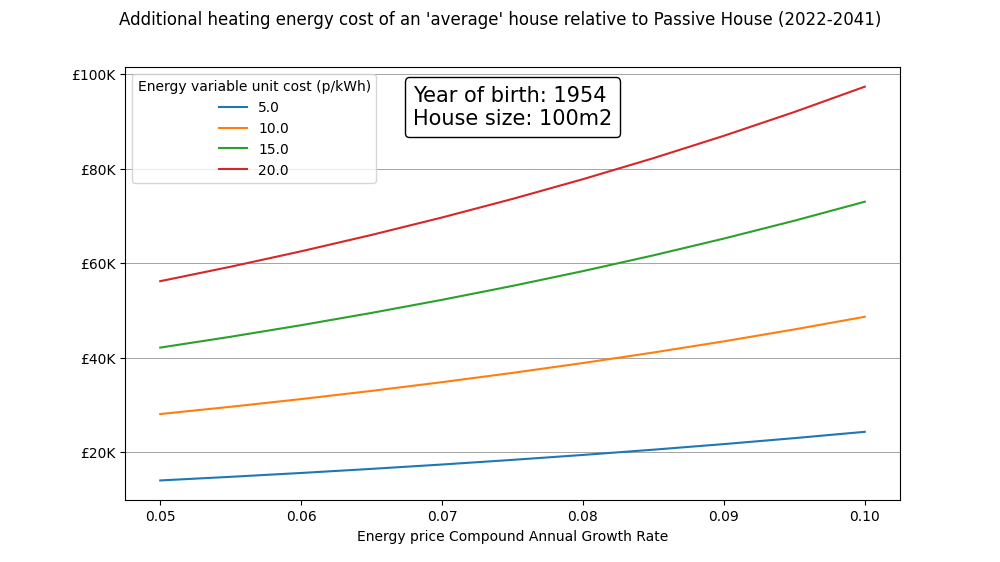 Additional heating energy cost of an 'average' house relative to Passive House (2022-2041)
£100K
£80K
£60K
£40K
£20K
Energy variable unit cost (p/kWh)
5.0
10.0
15.0
20.0
Year of birth: 1954
House size: 100m2
0.05 0.06 0.07 0.08 0.09 0.10
Energy price Compound Annual Growth Rate